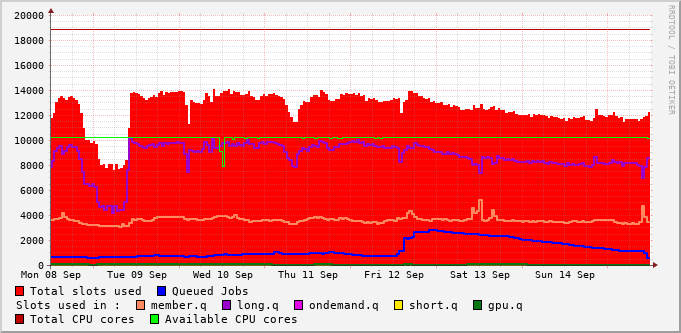 20000
18000
16000
14000
12000
10000
8000
6000
4000
2000
0
Mon 08 Sep Tue 09 Sep Wed 10 Sep Thu 11 Sep Fri 12 Sep Sat 13 Sep Sun 14 Sep
Total slots used Queued Jobs
Slots used in : member.q long.q ondemand.q short.q gpu.q
Total CPU cores Available CPU cores
RRDTOOL / TOBI OETIKER